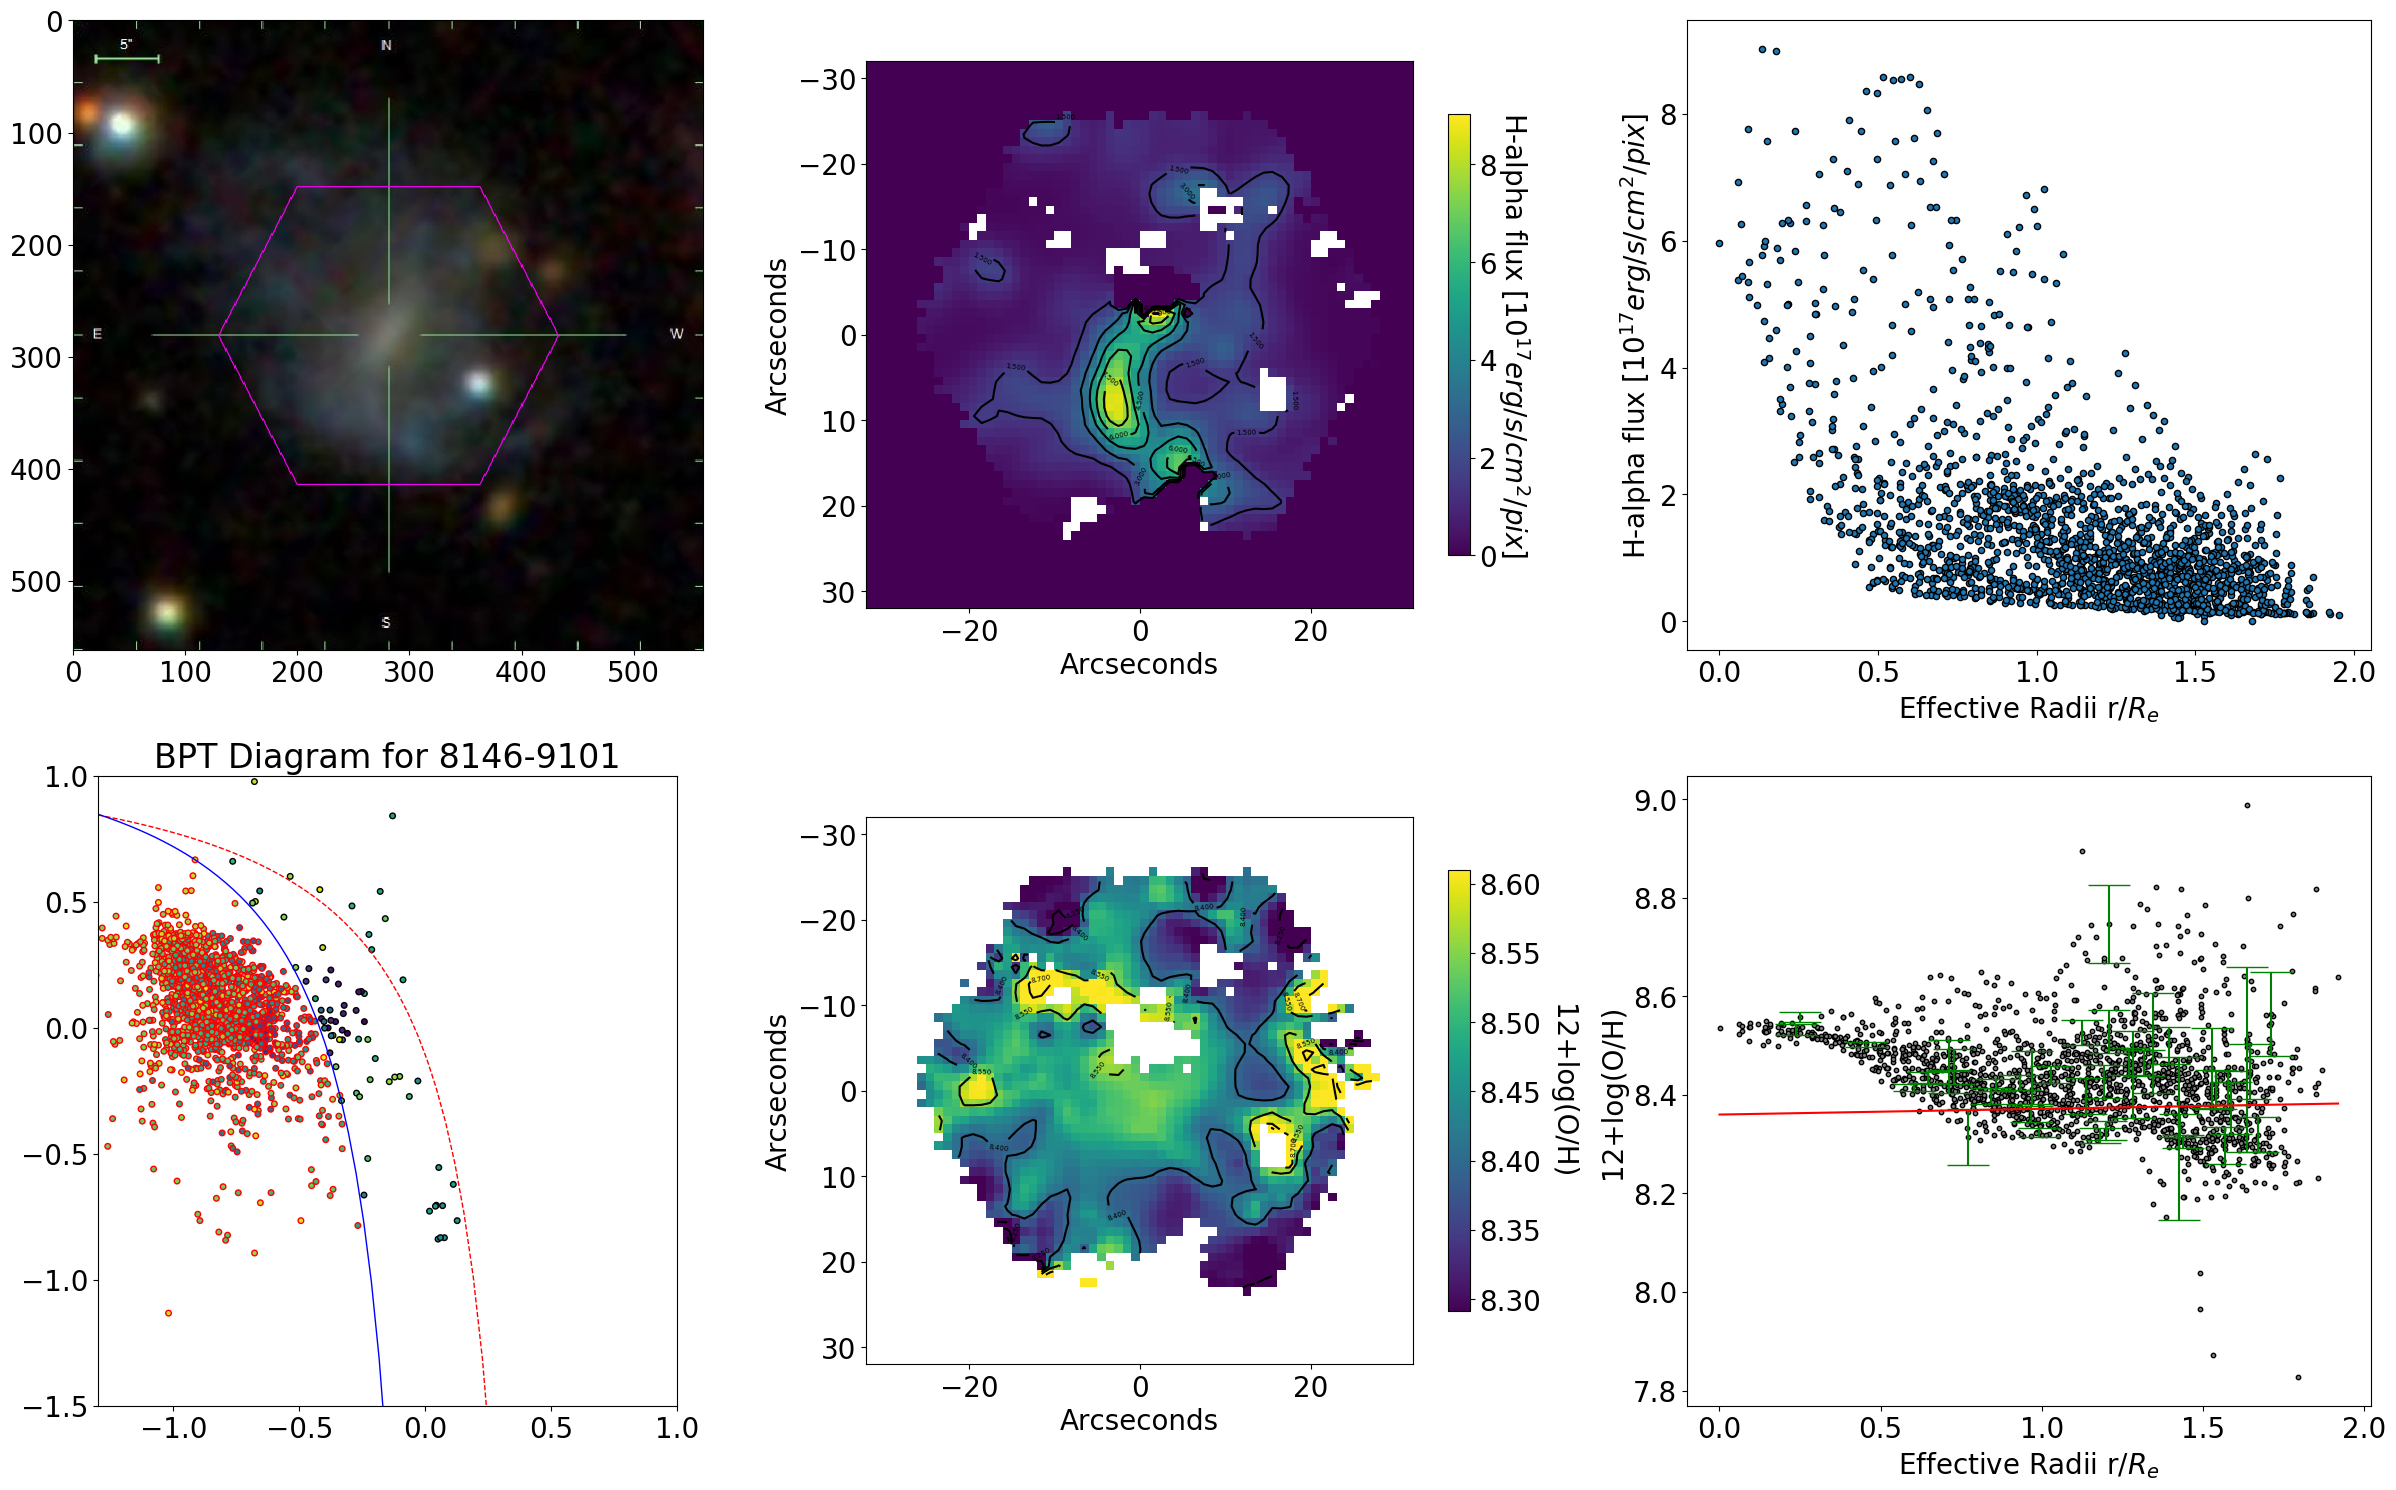 0
100
200
300
400
500
0 100 200 300 400 500
5"
N
E
W
S
−30
−20
−10
0
10
20
30
−20 0 20
Arcseconds
Arcseconds
0
2
4
6
8
H-alpha flux [10^17 erg/s/cm^2/pix]
H-alpha flux [10^17 erg/s/cm^2/pix]
8
6
4
2
0
0.0 0.5 1.0 1.5 2.0
Effective Radii r/R_e
BPT Diagram for 8146-9101
1.0
0.5
0.0
−0.5
−1.0
−1.5
−1.0 −0.5 0.0 0.5 1.0
−30
−20
−10
0
10
20
30
−20 0 20
Arcseconds
Arcseconds
8.60
8.55
8.50
8.45
8.40
8.35
8.30
12+log(O/H)
12+log(O/H)
9.0
8.8
8.6
8.4
8.2
8.0
7.8
0.0 0.5 1.0 1.5 2.0
Effective Radii r/R_e